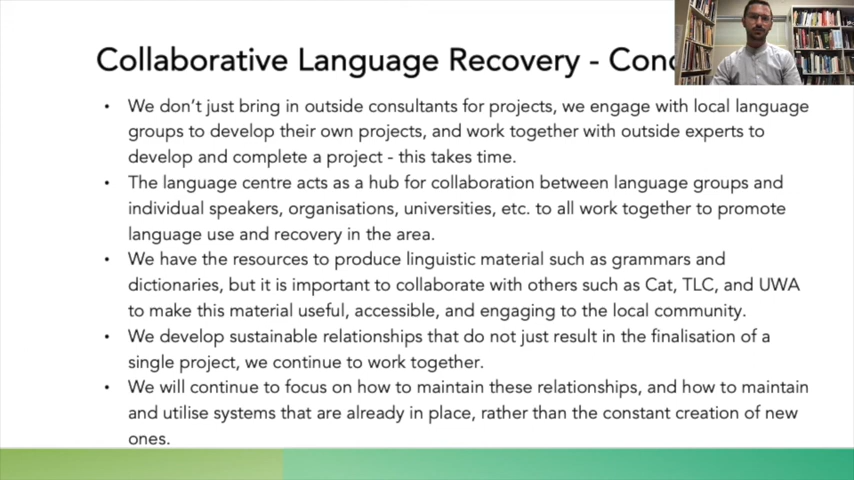 Collaborative Language Recovery - Conc
• We don't just bring in outside consultants for projects, we engage with local language
groups to develop their own projects, and work together with outside experts to
develop and complete a project - this takes time.
• The language centre acts as a hub for collaboration between language groups and
individual speakers, organisations, universities, etc. to all work together to promote
language use and recovery in the area.
• We have the resources to produce linguistic material such as grammars and
dictionaries, but it is important to collaborate with others such as Cat, TLC, and UWA
to make this material useful, accessible, and engaging to the local community.
• We develop sustainable relationships that do not just result in the finalisation of a
single project, we continue to work together.
• We will continue to focus on how to maintain these relationships, and how to maintain
and utilise systems that are already in place, rather than the constant creation of new
ones.